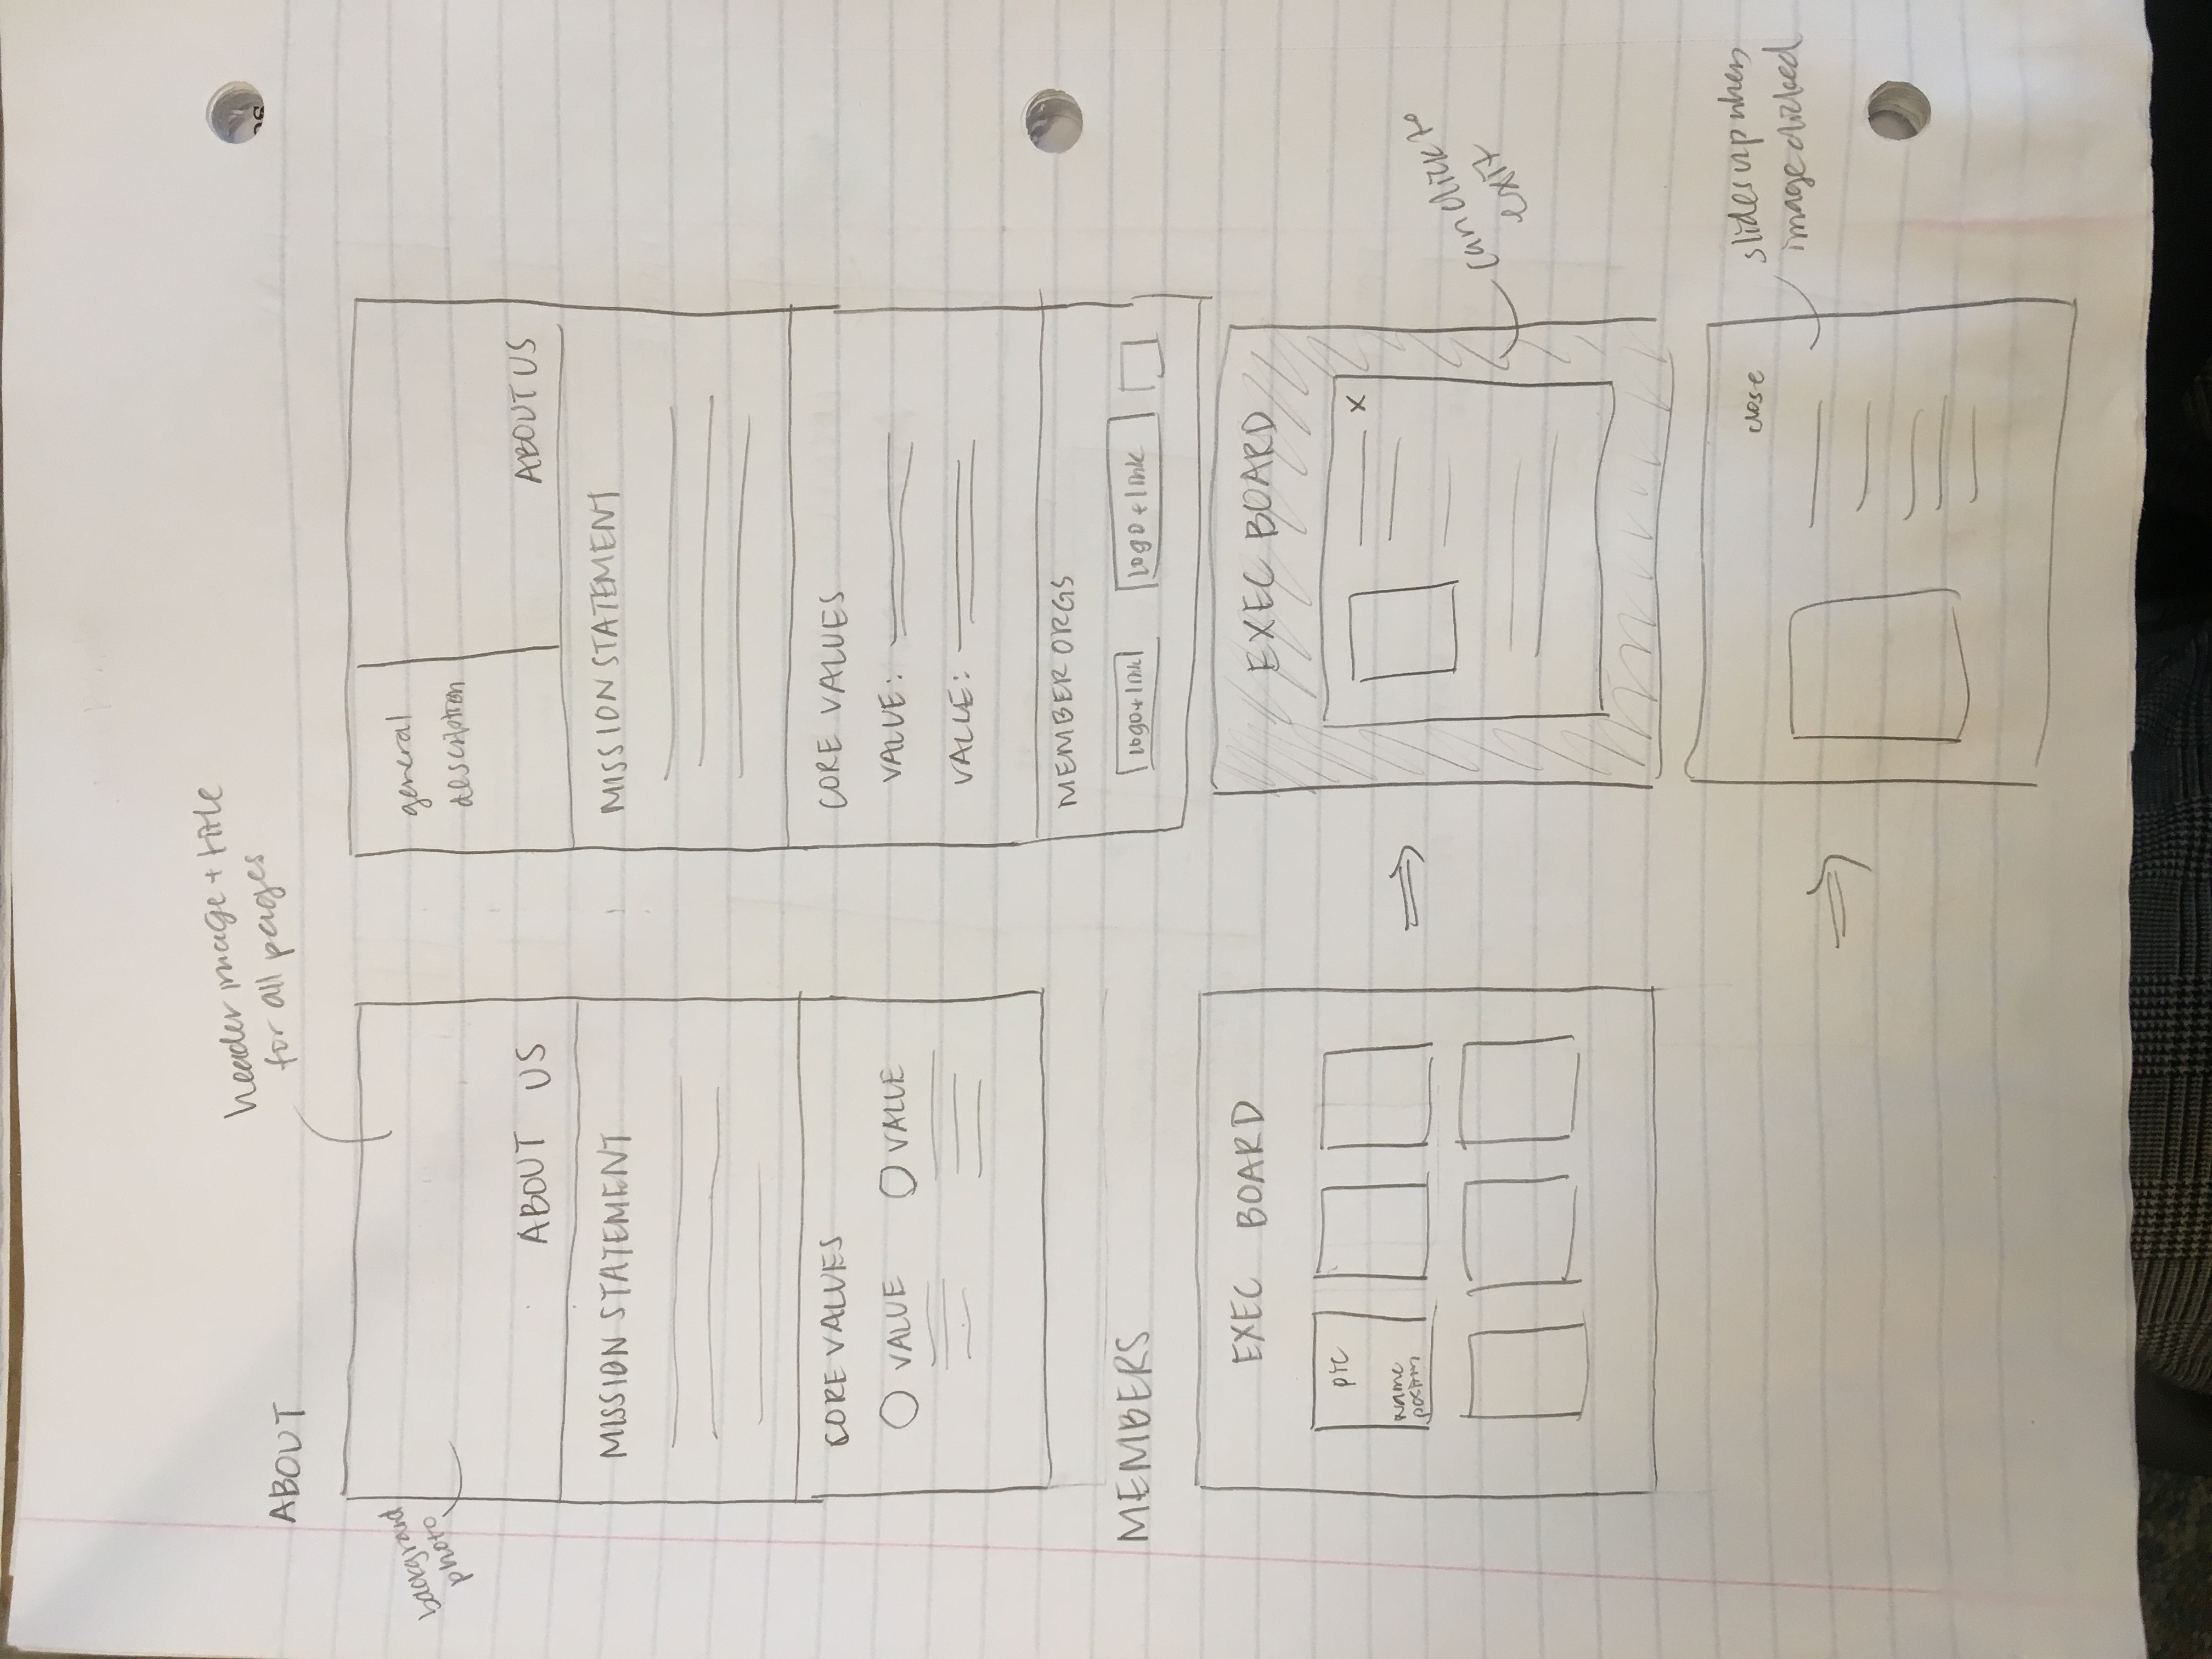 header image + title
for all pages
ABOUT
background
photo
ABOUT US
MISSION STATEMENT
CORE VALUES
VALUE VALUE
general
description
ABOUT US
MISSION STATEMENT
CORE VALUES
VALUE:
VALUE:
MEMBER ORGS
logo+link logo+link
MEMBERS
EXEC BOARD
pic
name
position
EXEC BOARD
X
can click to
exit
close
slides up when
image clicked